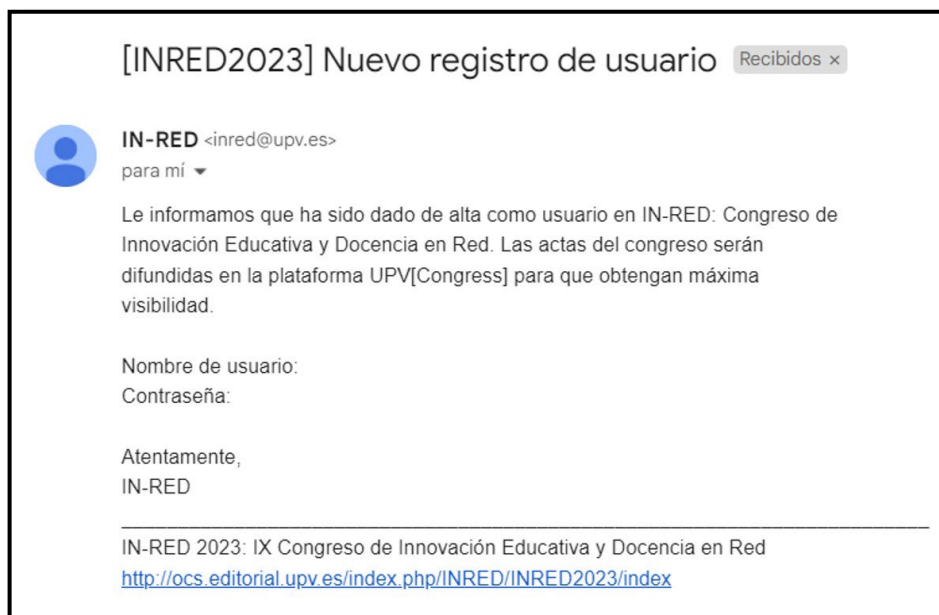 [INRED2023] Nuevo registro de usuario Recibidos ×
IN-RED <inred@upv.es>
para mí
Le informamos que ha sido dado de alta como usuario en IN-RED: Congreso de
Innovación Educativa y Docencia en Red. Las actas del congreso serán
difundidas en la plataforma UPV[Congress] para que obtengan máxima
visibilidad.
Nombre de usuario:
Contraseña:
Atentamente,
IN-RED
IN-RED 2023: IX Congreso de Innovación Educativa y Docencia en Red
http://ocs.editorial.upv.es/index.php/INRED/INRED2023/index